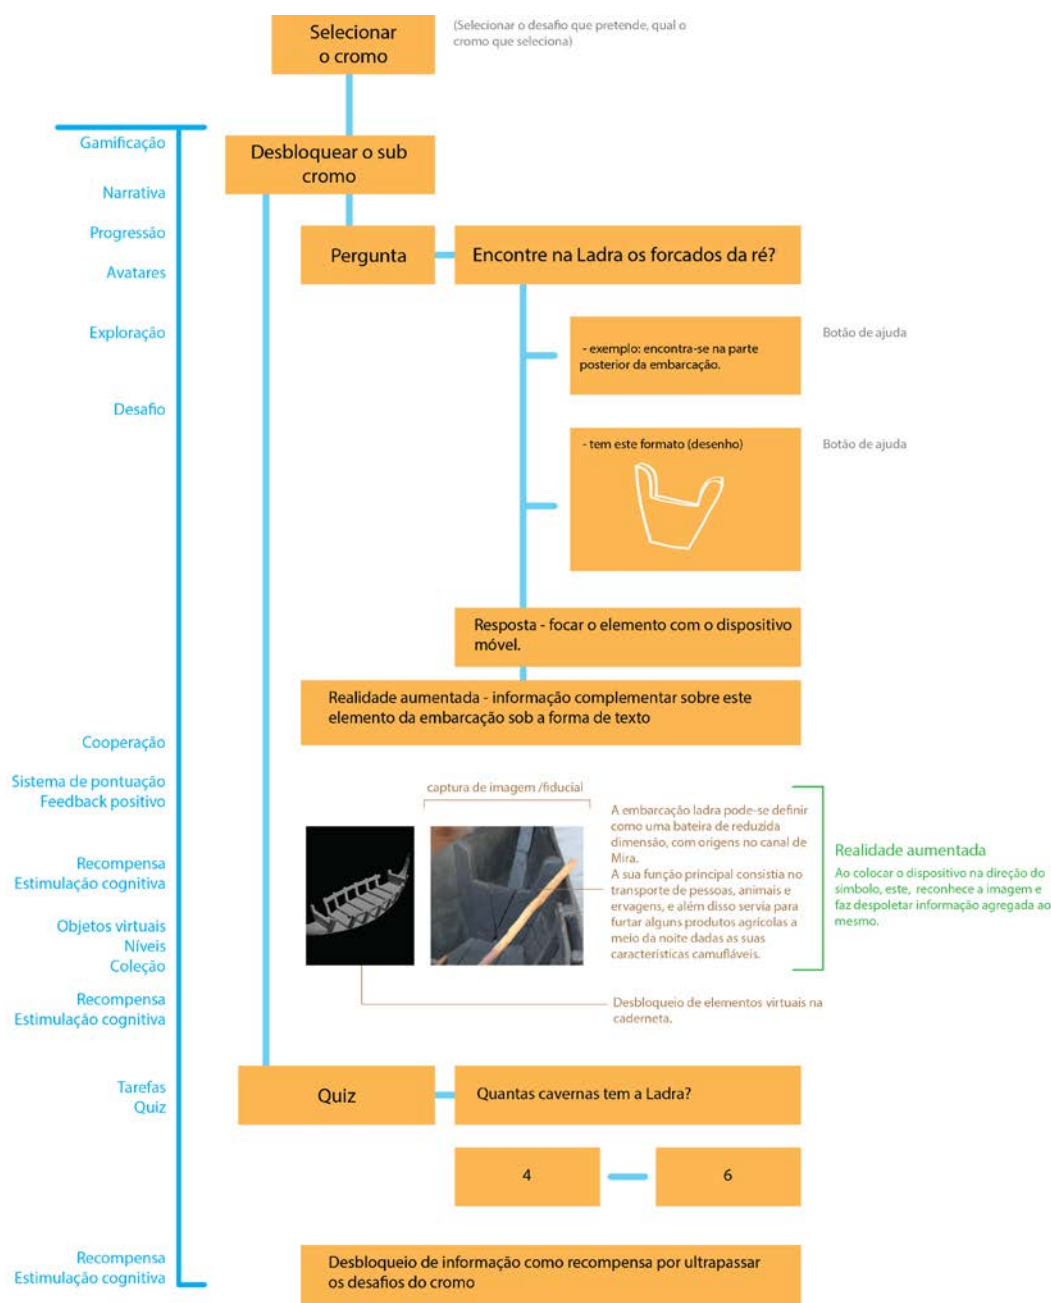 Selecionar
o cromo
(Selecionar o desafio que pretende, qual o
cromo que seleciona)
Gamificação
Desbloquear o sub
cromo
Narrativa
Progressão
Pergunta
Encontre na Ladra os forcados da ré?
Avatares
Exploração
- exemplo: encontra-se na parte
posterior da embarcação.
Botão de ajuda
Desafio
- tem este formato (desenho)
Botão de ajuda
Resposta - focar o elemento com o dispositivo
móvel.
Realidade aumentada - informação complementar sobre este
elemento da embarcação sob a forma de texto
Cooperação
Sistema de pontuação
Feedback positivo
captura de imagem /fiducial
A embarcação ladra pode-se definir
como uma bateira de reduzida
dimensão, com origens no canal de
Mira.
A sua função principal consistia no
transporte de pessoas, animais e
ervagens, e além disso servia para
furtar alguns produtos agrícolas a
meio da noite dadas as suas
características camufláveis.
Realidade aumentada
Ao colocar o dispositivo na direção do
símbolo, este, reconhece a imagem e
faz despoletar informação agregada ao
mesmo.
Recompensa
Estimulação cognitiva
Objetos virtuais
Níveis
Coleção
Recompensa
Estimulação cognitiva
Desbloqueio de elementos virtuais na
caderneta.
Tarefas
Quiz
Quiz
Quantas cavernas tem a Ladra?
4
6
Recompensa
Estimulação cognitiva
Desbloqueio de informação como recompensa por ultrapassar
os desafios do cromo